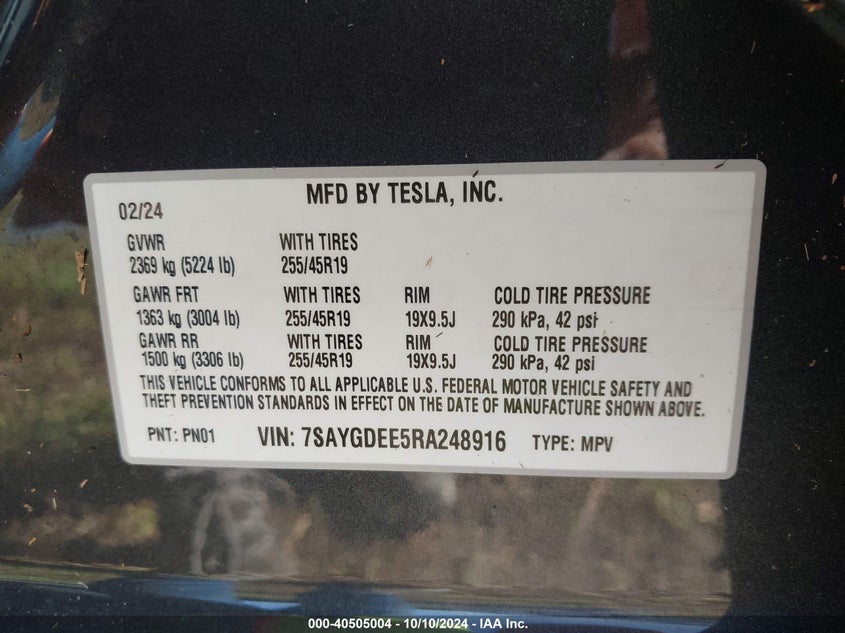 MFD BY TESLA, INC.
02/24
GVWR WITH TIRES
2369 kg (5224 lb) 255/45R19
GAWR FRT WITH TIRES RIM COLD TIRE PRESSURE
1363 kg (3004 lb) 255/45R19 19X9.5J 290 kPa, 42 psi
GAWR RR WITH TIRES RIM COLD TIRE PRESSURE
1500 kg (3306 lb) 255/45R19 19X9.5J 290 kPa, 42 psi
THIS VEHICLE CONFORMS TO ALL APPLICABLE U.S. FEDERAL MOTOR VEHICLE SAFETY AND
THEFT PREVENTION STANDARDS IN EFFECT ON THE DATE OF MANUFACTURE SHOWN ABOVE.
PNT: PN01 VIN: 7SAYGDEE5RA248916 TYPE: MPV
000-40505004 - 10/10/2024 - IAA Inc.